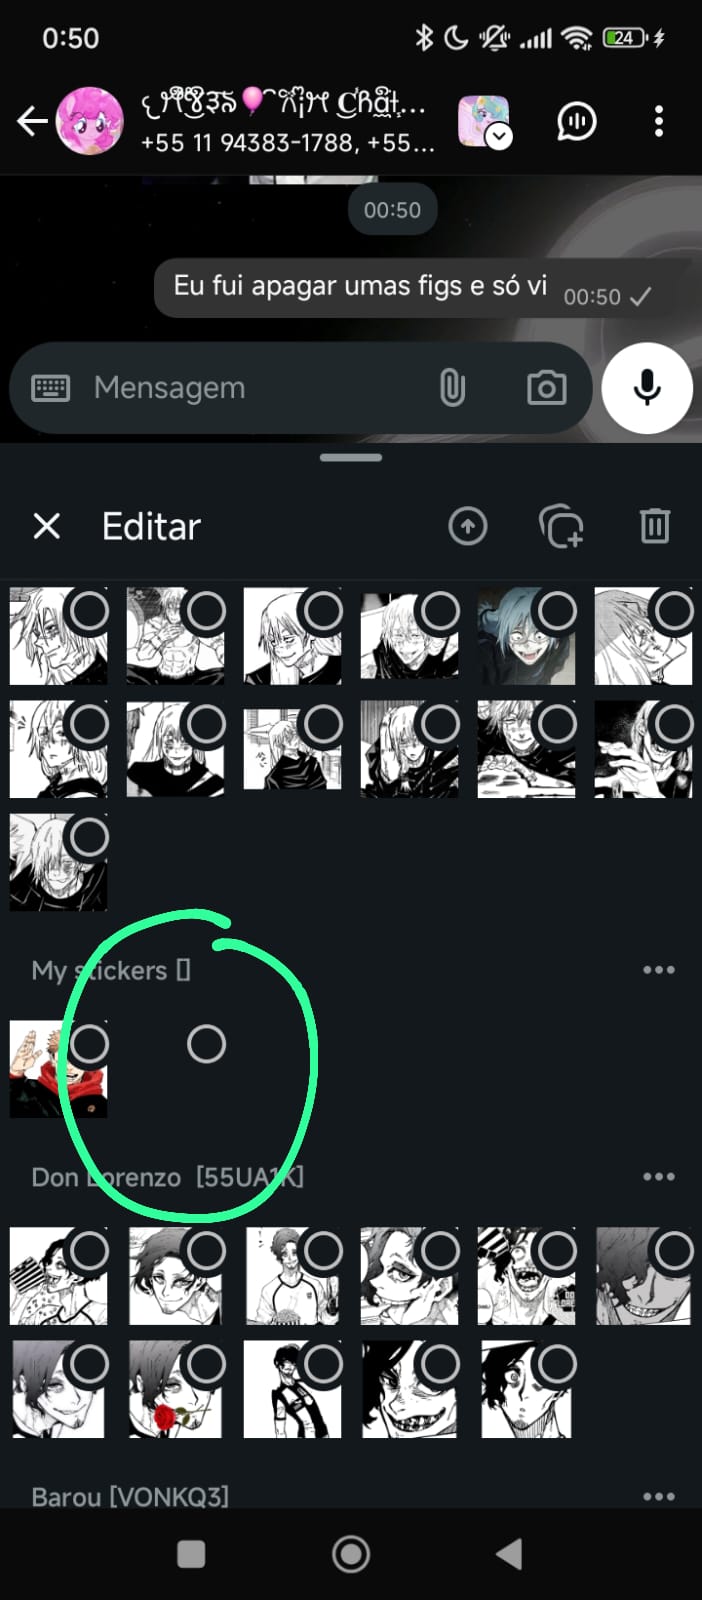 0:50
24
Chat...
+55 11 94383-1788, +55...
00:50
Eu fui apagar umas figs e só vi 00:50
Mensagem
Editar
My stickers []
Don Lorenzo [55UA1K]
Barou [VONKQ3]